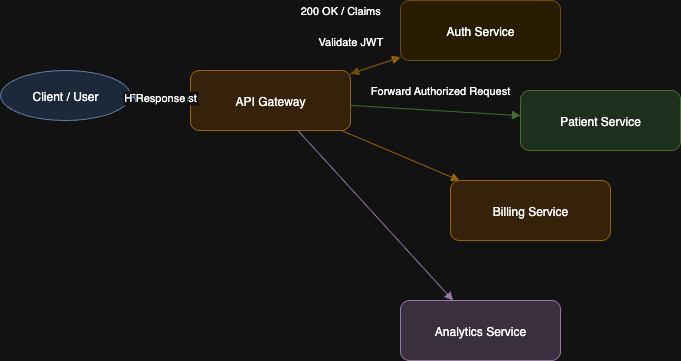 200 OK / Claims
Auth Service
Validate JWT
Client / User
Response
API Gateway
Forward Authorized Request
Patient Service
Billing Service
Analytics Service